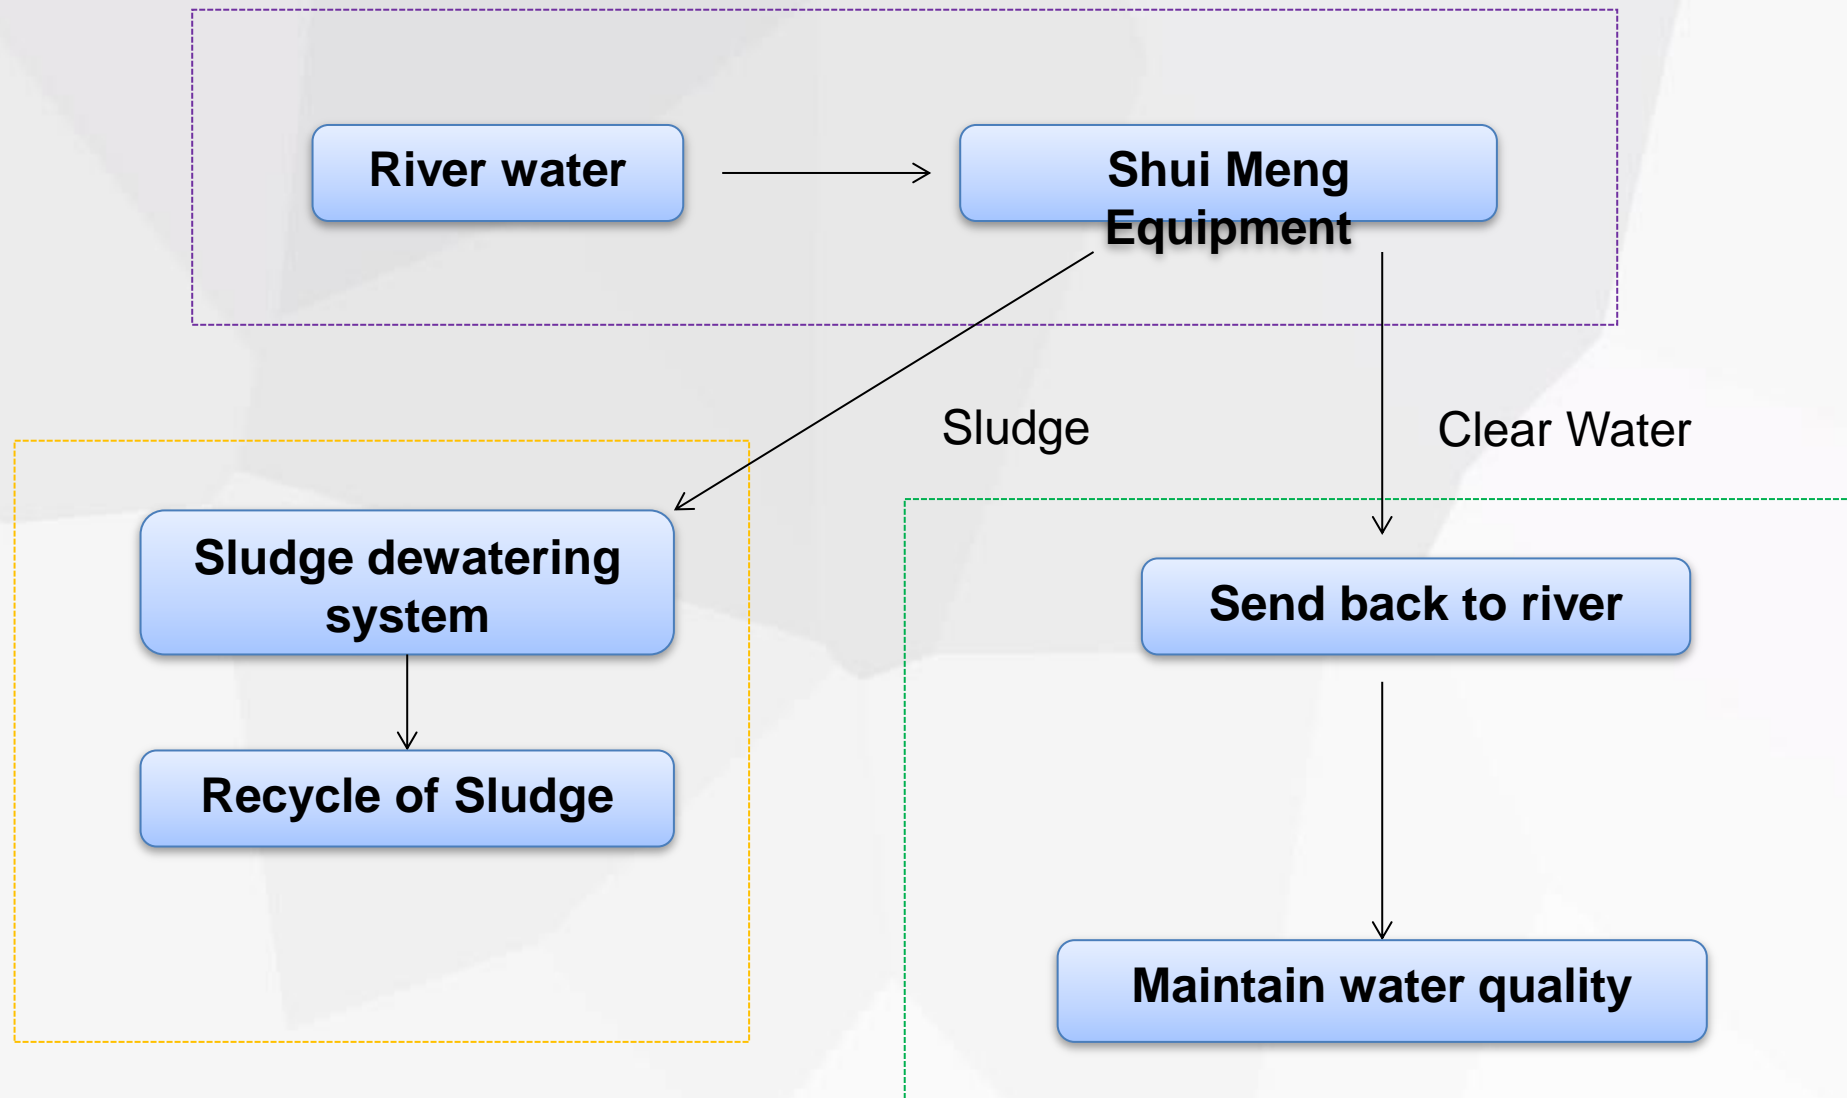 River water
Shui Meng
Equipment
Sludge
Clear Water
Sludge dewatering
system
Send back to river
Recycle of Sludge
Maintain water quality